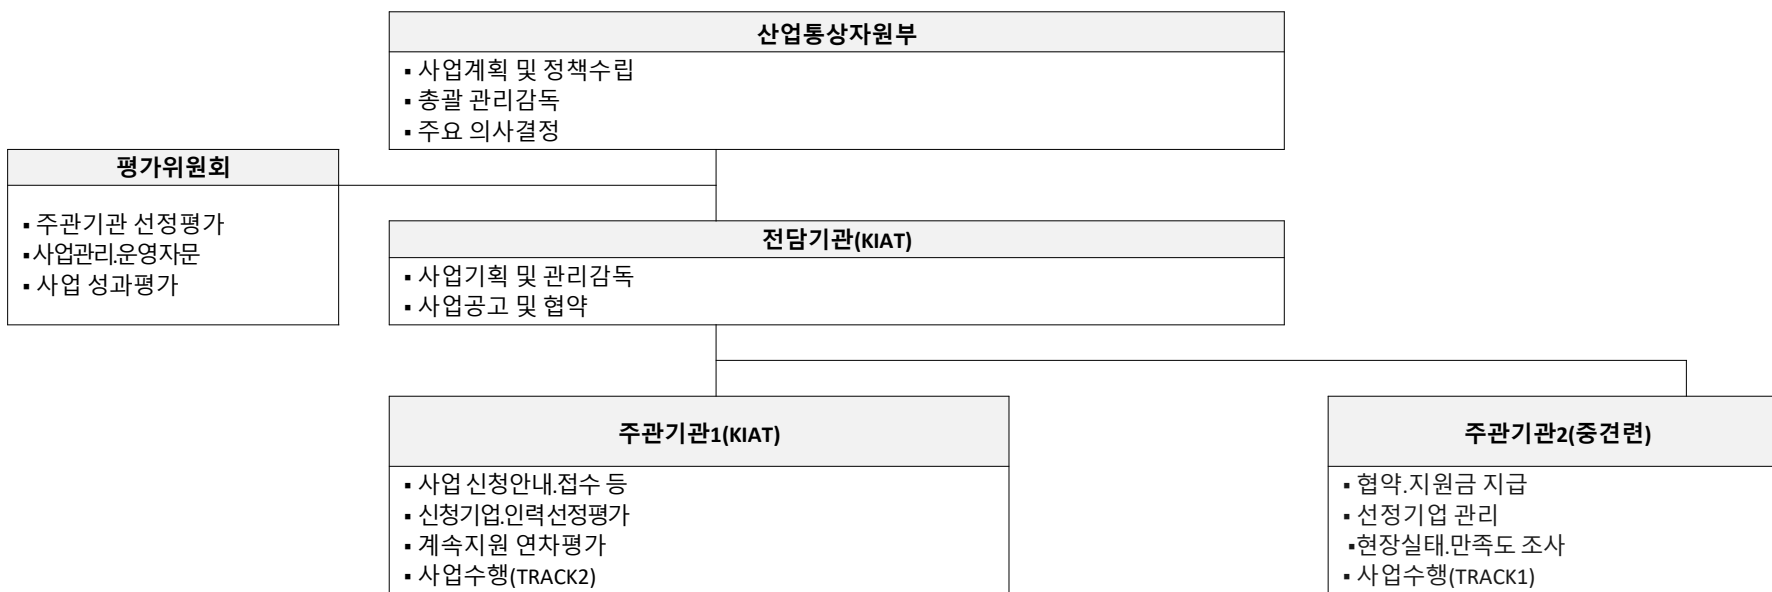 산업통상자원부
▪ 사업계획 및 정책수립
▪ 총괄 관리감독
▪ 주요 의사결정
평가위원회
▪ 주관기관 선정평가
▪사업관리.운영자문
▪ 사업 성과평가
전담기관(KIAT)
▪ 사업기획 및 관리감독
▪ 사업공고 및 협약
주관기관1(KIAT)
▪ 사업 신청안내.접수 등
▪ 신청기업.인력선정평가
▪ 계속지원 연차평가
▪ 사업수행(TRACK2)
주관기관2(중견련)
▪ 협약.지원금 지급
▪ 선정기업 관리
▪현장실태.만족도 조사
▪ 사업수행(TRACK1)